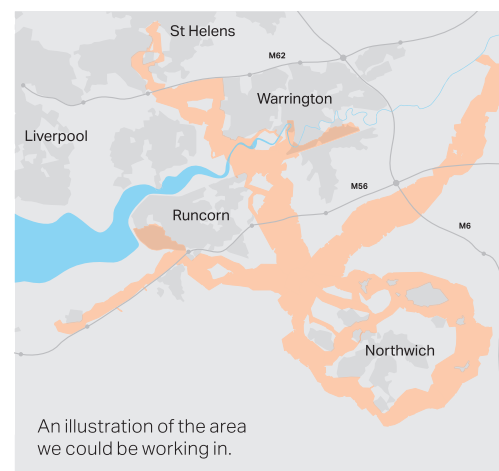 St Helens
M62
Warrington
Liverpool
M56
Runcorn
M6
Northwich
An illustration of the area
we could be working in.